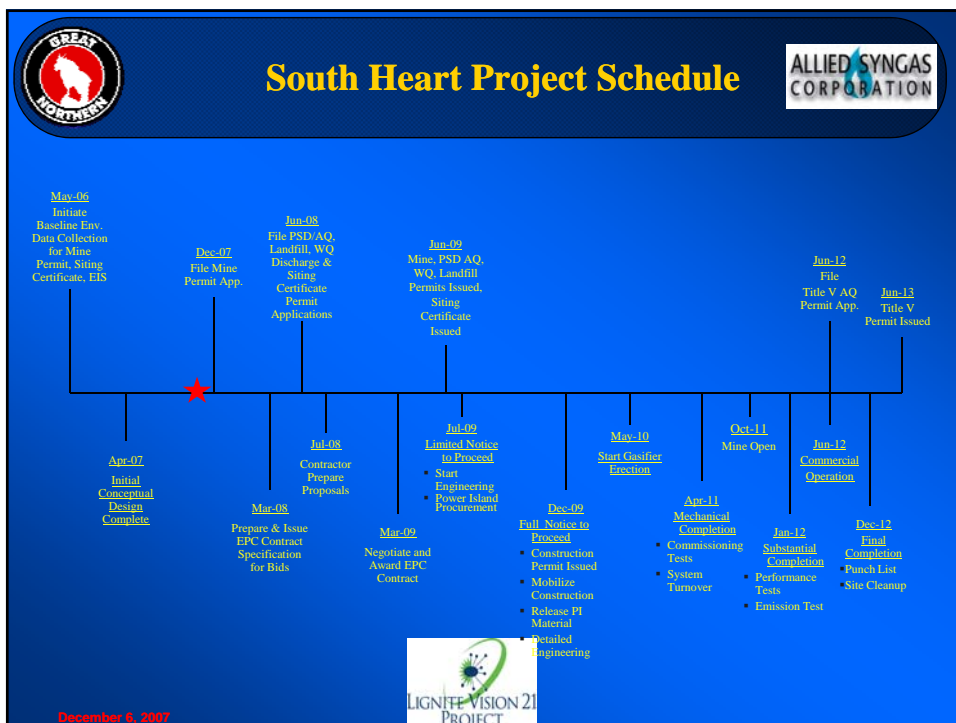 GREAT
NORTHERN
South Heart Project Schedule
ALLIED SYNGAS
CORPORATION
May-06
Initiate
Baseline Env.
Data Collection
for Mine
Permit, Siting
Certificate, EIS
Dec-07
File Mine
Permit App.
Jun-08
File PSD/AQ,
Landfill, WQ
Discharge &
Siting
Certificate
Permit
Applications
Jun-09
Mine, PSD AQ,
WQ, Landfill
Permits Issued,
Siting
Certificate
Issued
Jun-12
File
Title V AQ
Permit App.
Jun-13
Title V
Permit Issued
Apr-07
Initial
Conceptual
Design
Complete
Mar-08
Prepare & Issue
EPC Contract
Specification
for Bids
Jul-08
Contractor
Prepare
Proposals
Mar-09
Negotiate and
Award EPC
Contract
Jul-09
Limited Notice
to Proceed
▪ Start
Engineering
▪ Power Island
Procurement
Dec-09
Full Notice to
Proceed
▪ Construction
Permit Issued
▪ Mobilize
Construction
▪ Release PI
Material
▪ Detailed
Engineering
May-10
Start Gasifier
Erection
Apr-11
Mechanical
Completion
▪ Commissioning
Tests
▪ System
Turnover
Oct-11
Mine Open
Jan-12
Substantial
Completion
▪ Performance
Tests
▪ Emission Test
Jun-12
Commercial
Operation
Dec-12
Final
Completion
▪Punch List
▪Site Cleanup
LIGNITE VISION 21
PROJECT
December 6, 2007